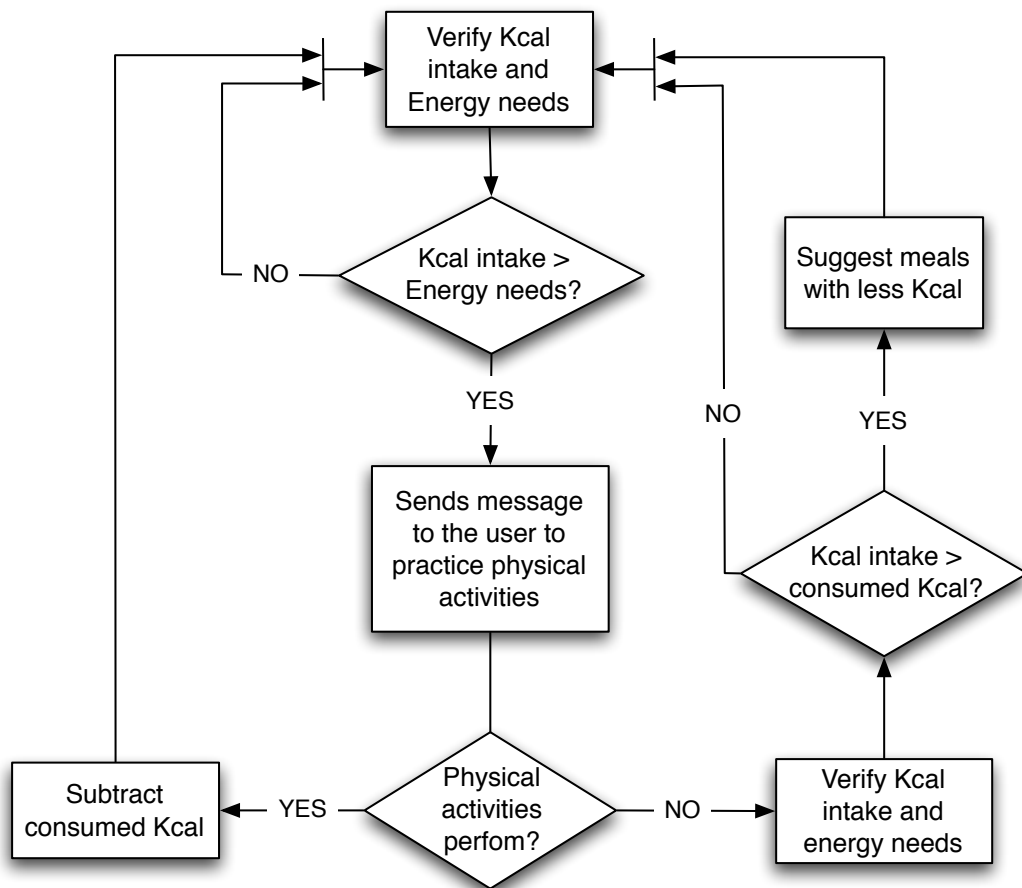 Verify Kcal
intake and
Energy needs
Kcal intake >
Energy needs?
NO
YES
Suggest meals
with less Kcal
NO
YES
Sends message
to the user to
practice physical
activities
Kcal intake >
consumed Kcal?
Subtract
consumed Kcal
YES
Physical
activities
perfom?
NO
Verify Kcal
intake and
energy needs